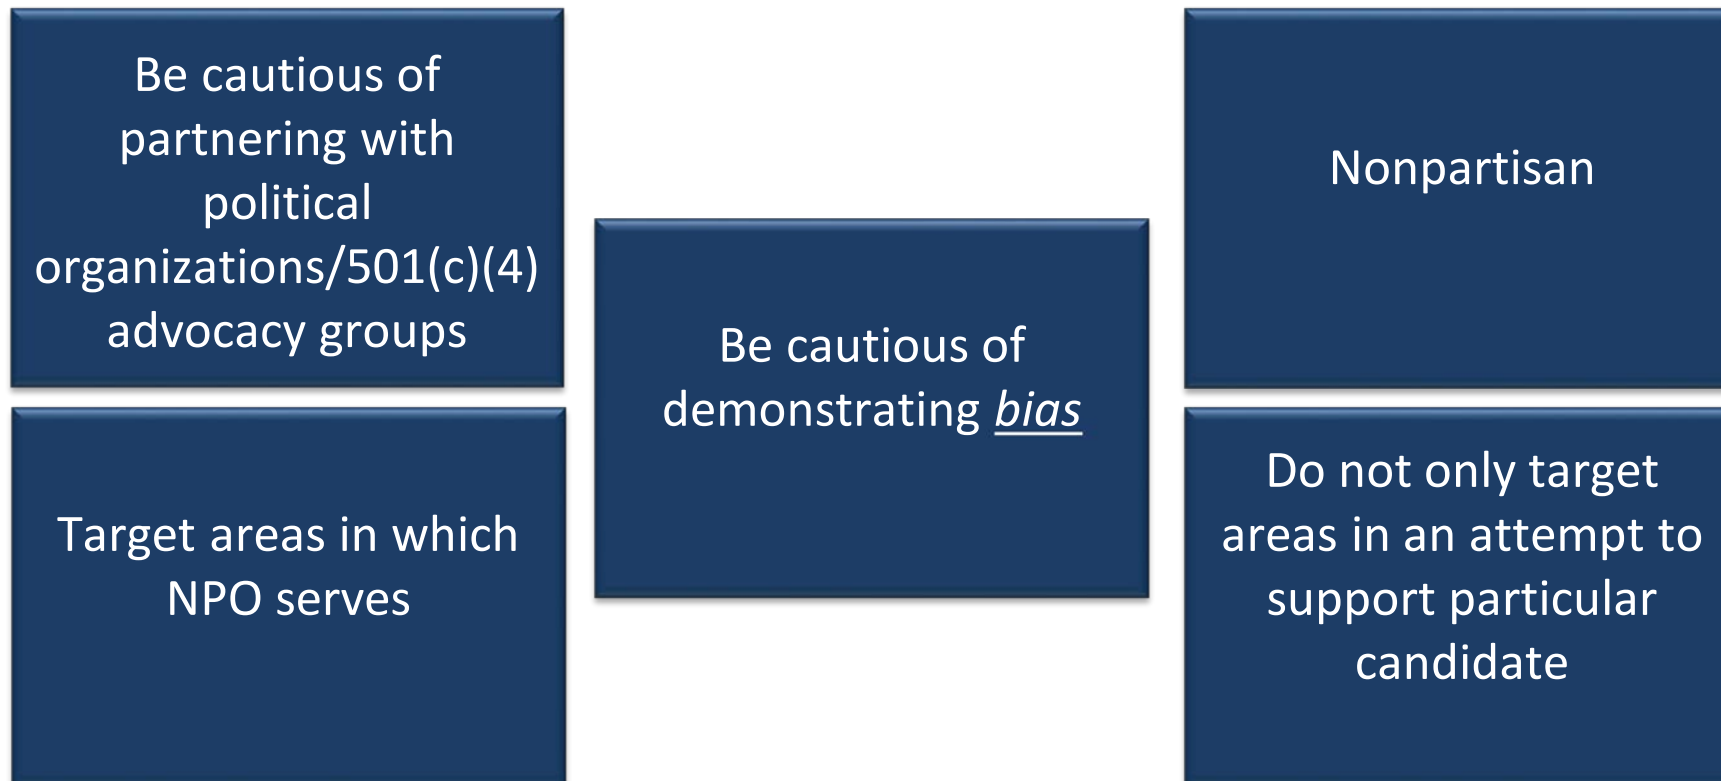 Be cautious of
partnering with
political
organizations/501(c)(4)
advocacy groups
Target areas in which
NPO serves
Be cautious of
demonstrating bias
Nonpartisan
Do not only target
areas in an attempt to
support particular
candidate